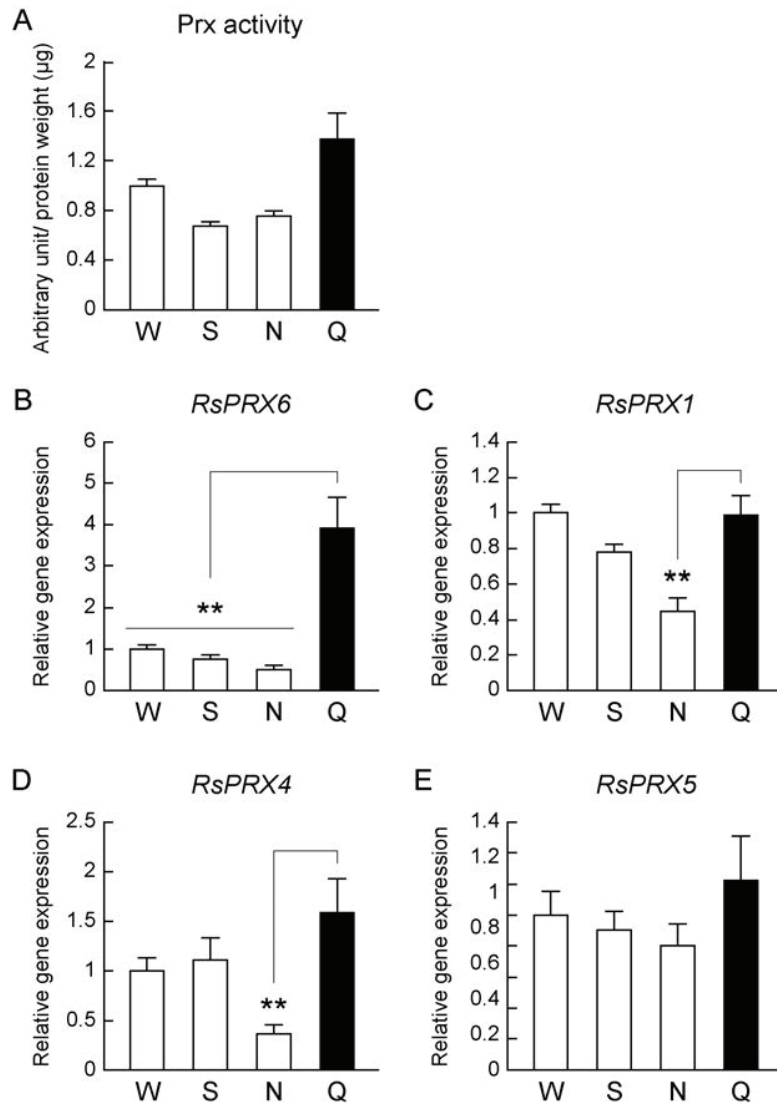 A
Prx activity
Arbitrary unit/ protein weight (µg)
2
1.6
1.2
0.8
0.4
0
W S N Q
B
RsPRX6
Relative gene expression
6
5
4
3
2
1
0
**
W S N Q
C
RsPRX1
Relative gene expression
1.4
1.2
1
0.8
0.6
0.4
0.2
0
**
W S N Q
D
RsPRX4
Relative gene expression
2.5
2
1.5
1
0.5
0
**
W S N Q
E
RsPRX5
Relative gene expression
1.4
1.2
1
0.8
0.6
0.4
0.2
0
W S N Q